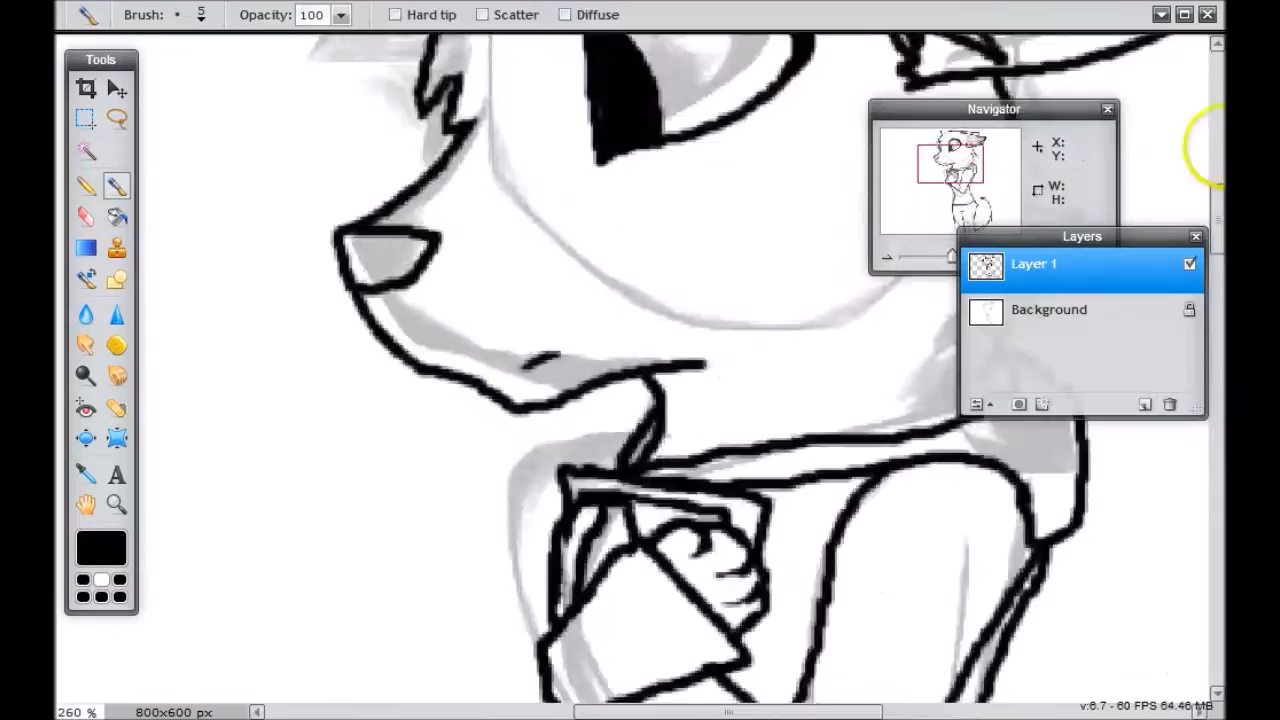 Brush: 5 Opacity: 100 Hard tip Scatter Diffuse
Tools
Navigator
X:
Y:
W:
H:
Layers
Layer 1
Background
A
260 % 800x600 px
v:6.7 - 60 FPS 64.46 MB